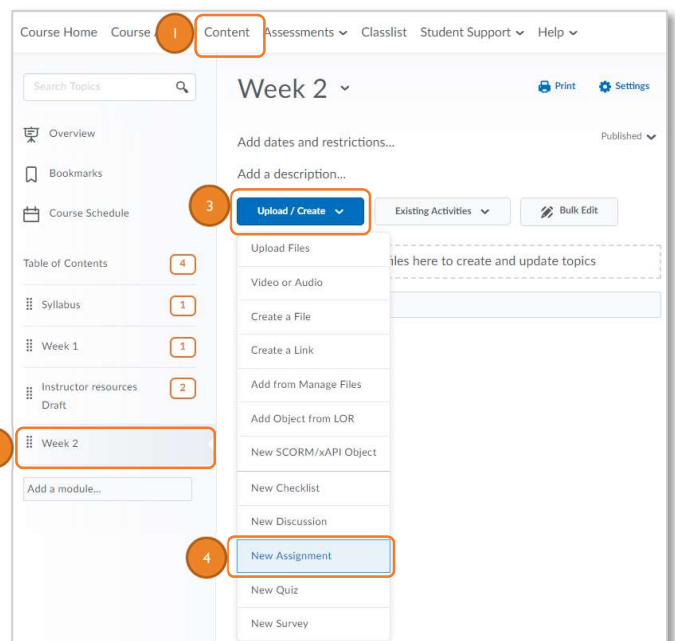 Course Home Course 1 Content Assessments Classlist Student Support Help
Search Topics
Overview
Bookmarks
Course Schedule
Table of Contents 4
Syllabus 1
Week 1 1
Instructor resources 2
Draft
Week 2
Add a module...
Week 2
Print Settings
Published
Add dates and restrictions...
Add a description...
3 Upload / Create Existing Activities Bulk Edit
Upload Files
files here to create and update topics
Video or Audio
Create a File
Create a Link
Add from Manage Files
Add Object from LOR
New SCORM/xAPI Object
New Checklist
New Discussion
4 New Assignment
New Quiz
New Survey